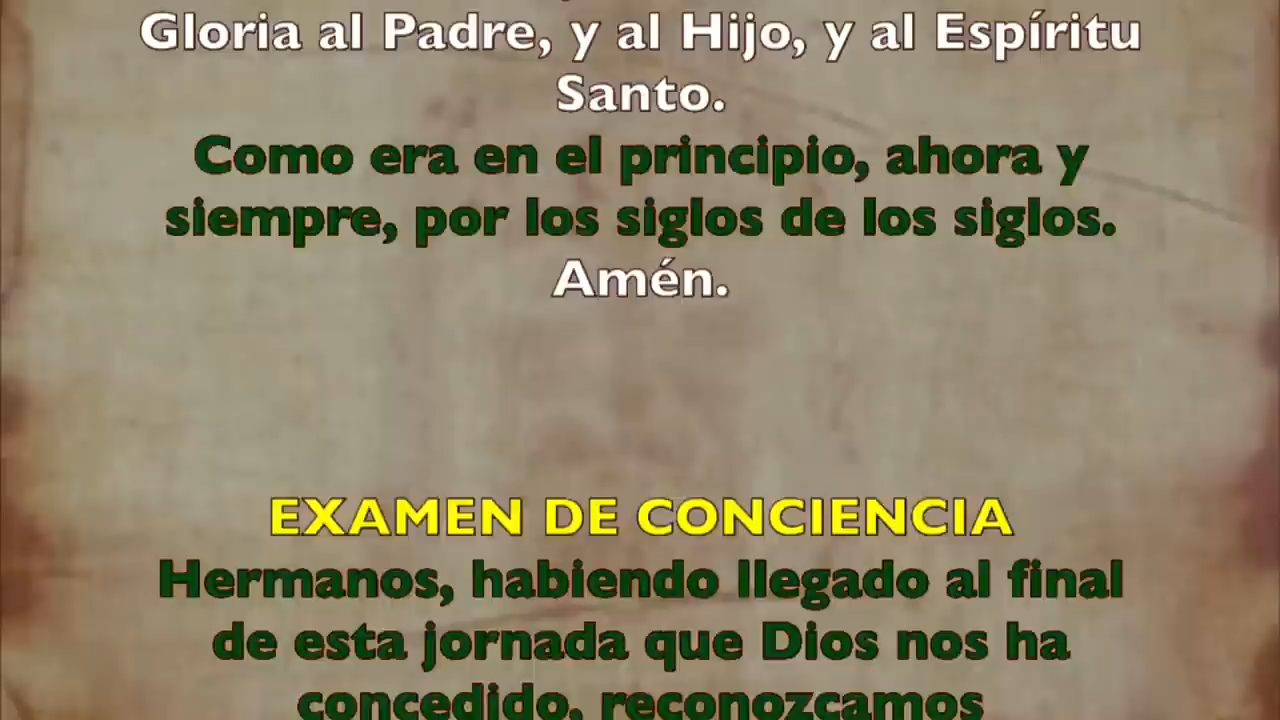 Gloria al Padre, y al Hijo, y al Espíritu
Santo.
Como era en el principio, ahora y
siempre, por los siglos de los siglos.
Amén.
EXAMEN DE CONCIENCIA
Hermanos, habiendo llegado al final
de esta jornada que Dios nos ha
concedido, reconozcamos